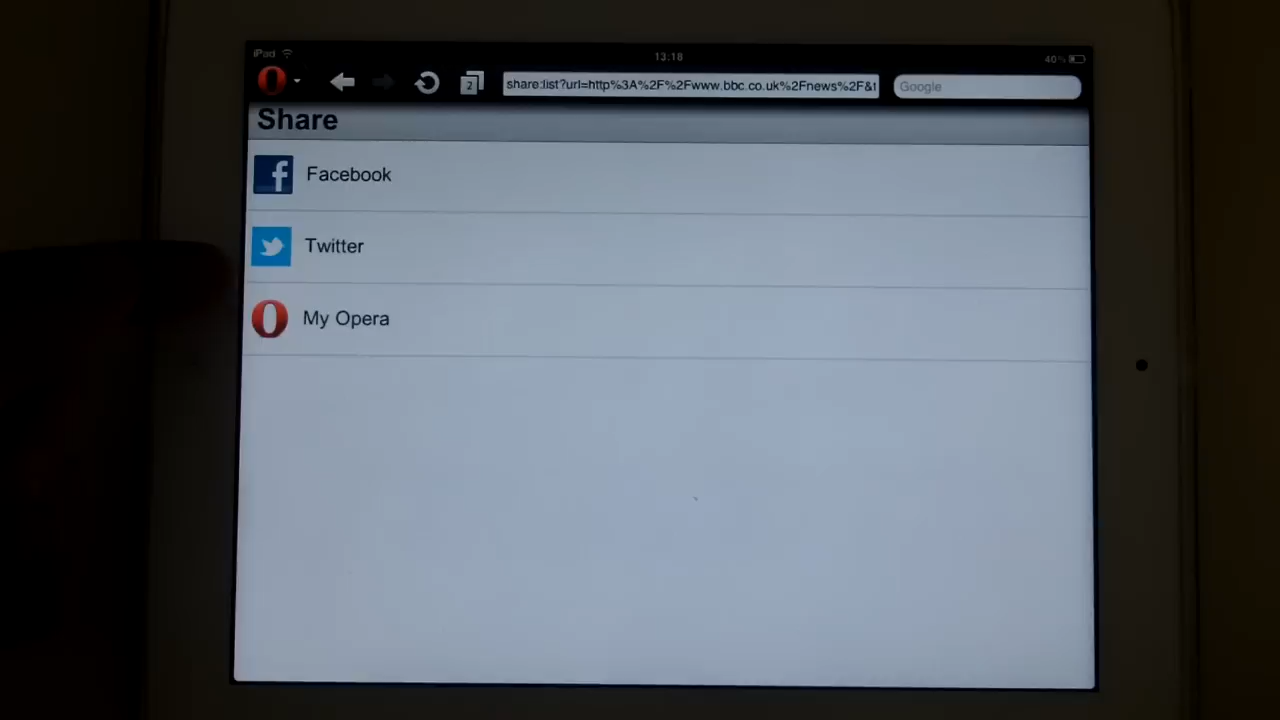 iPad 13:18 40%
2 share:list?url=http%3A%2F%2Fwww.bbc.co.uk%2Fnews%2F&t Google
Share
Facebook
Twitter
My Opera